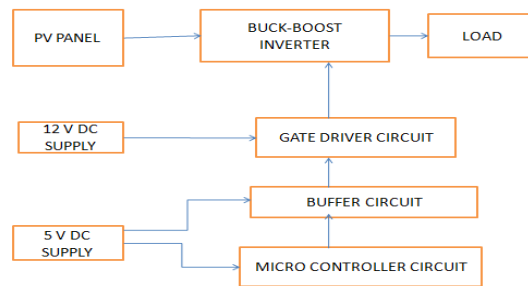 PV PANEL
BUCK-BOOST
INVERTER
LOAD
12 V DC
SUPPLY
GATE DRIVER CIRCUIT
BUFFER CIRCUIT
5 V DC
SUPPLY
MICRO CONTROLLER CIRCUIT